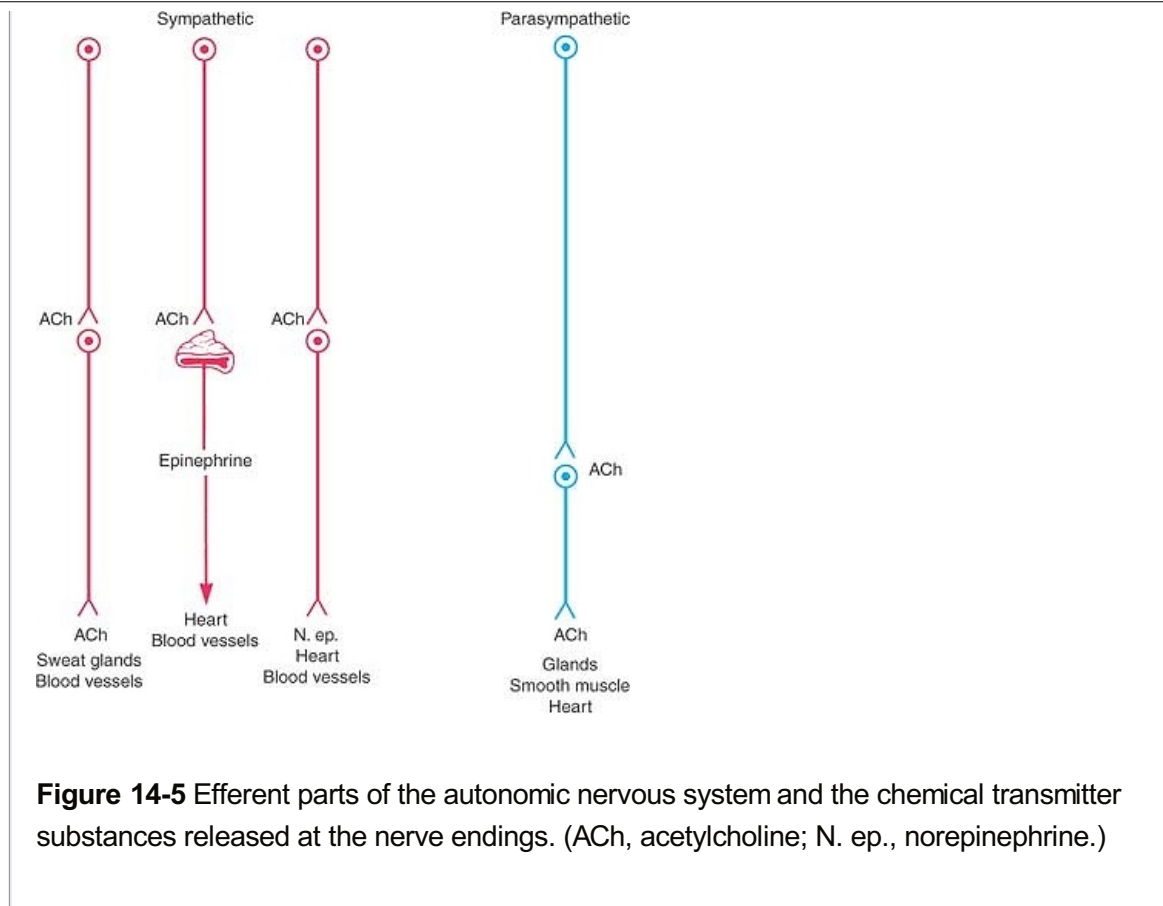 Sympathetic
Parasympathetic
ACh
ACh
ACh
ACh
Epinephrine
ACh
Sweat glands
Blood vessels
Heart
Blood vessels
N. ep.
Heart
Blood vessels
ACh
Glands
Smooth muscle
Heart
Figure 14-5 Efferent parts of the autonomic nervous system and the chemical transmitter
substances released at the nerve endings. (ACh, acetylcholine; N. ep., norepinephrine.)